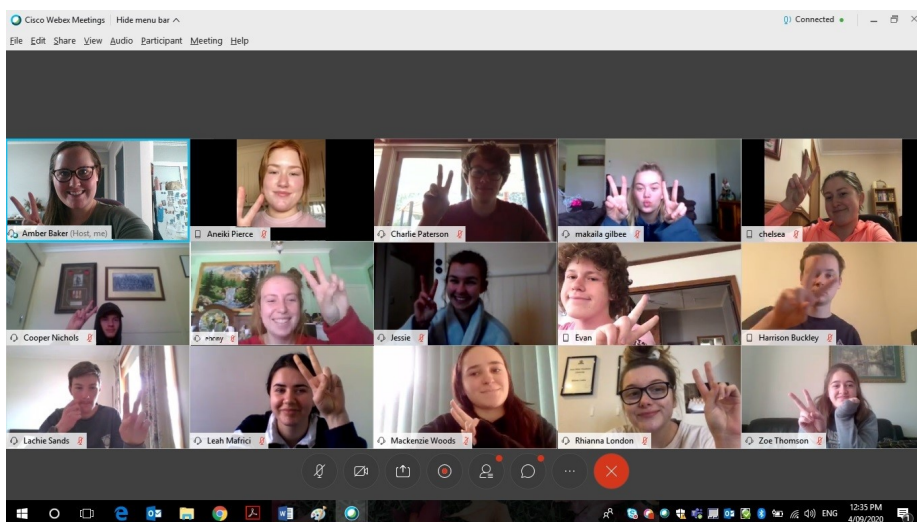 Cisco Webex Meetings Hide menu bar
Connected
File Edit Share View Audio Participant Meeting Help
Amber Baker (Host, me)
Aneiki Pierce
Charlie Paterson
makaila gilbee
chelsea
Cooper Nichols
ebony
Jessie
Evan
Harrison Buckley
Lachie Sands
Leah Mafrici
Mackenzie Woods
Rhianna London
Zoe Thomson
ENG
12:35 PM
4/09/2020